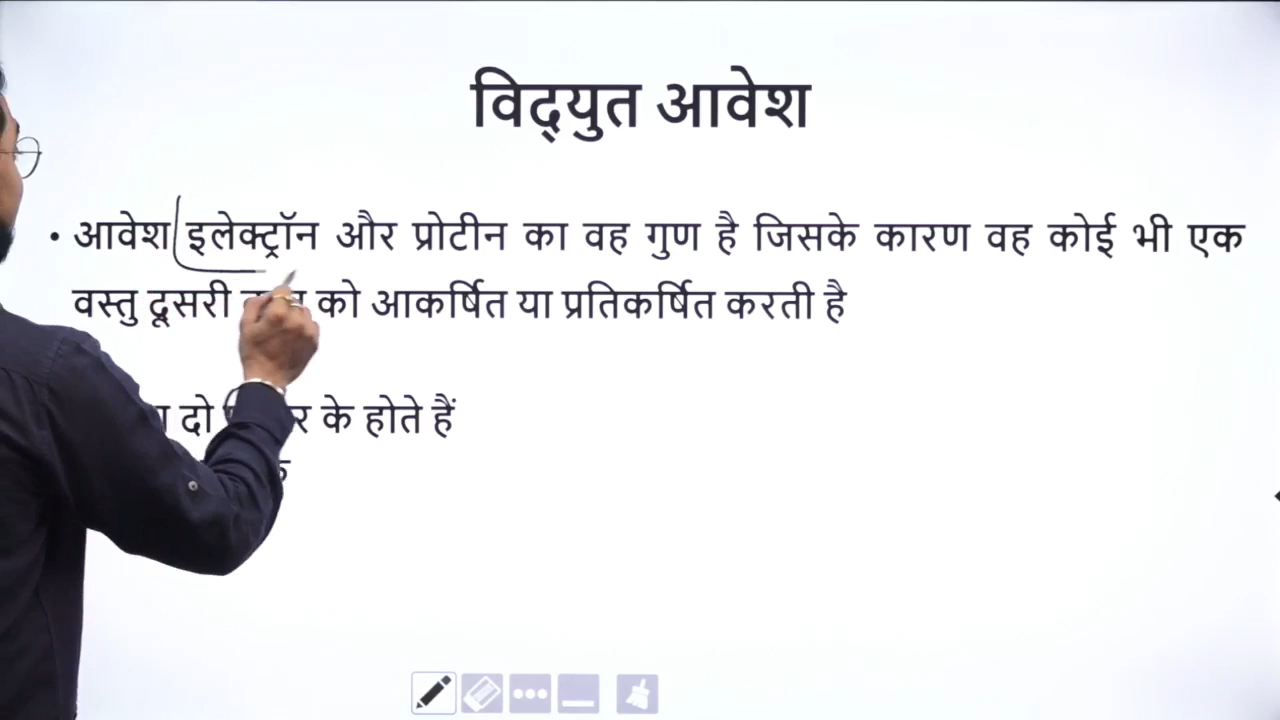 विद्युत आवेश
• आवेश इलेक्ट्रॉन और प्रोटीन का वह गुण है जिसके कारण वह कोई भी एक
वस्तु दूसरी को आकर्षित या प्रतिकर्षित करती है
दो के होते हैं